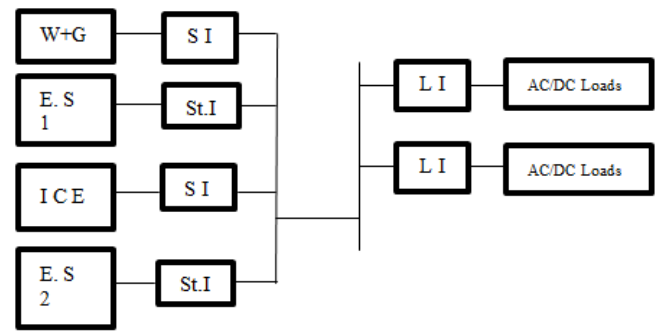 W+G
S I
L I
AC/DC Loads
E. S
1
St.I
L I
AC/DC Loads
I C E
S I
E. S
2
St.I